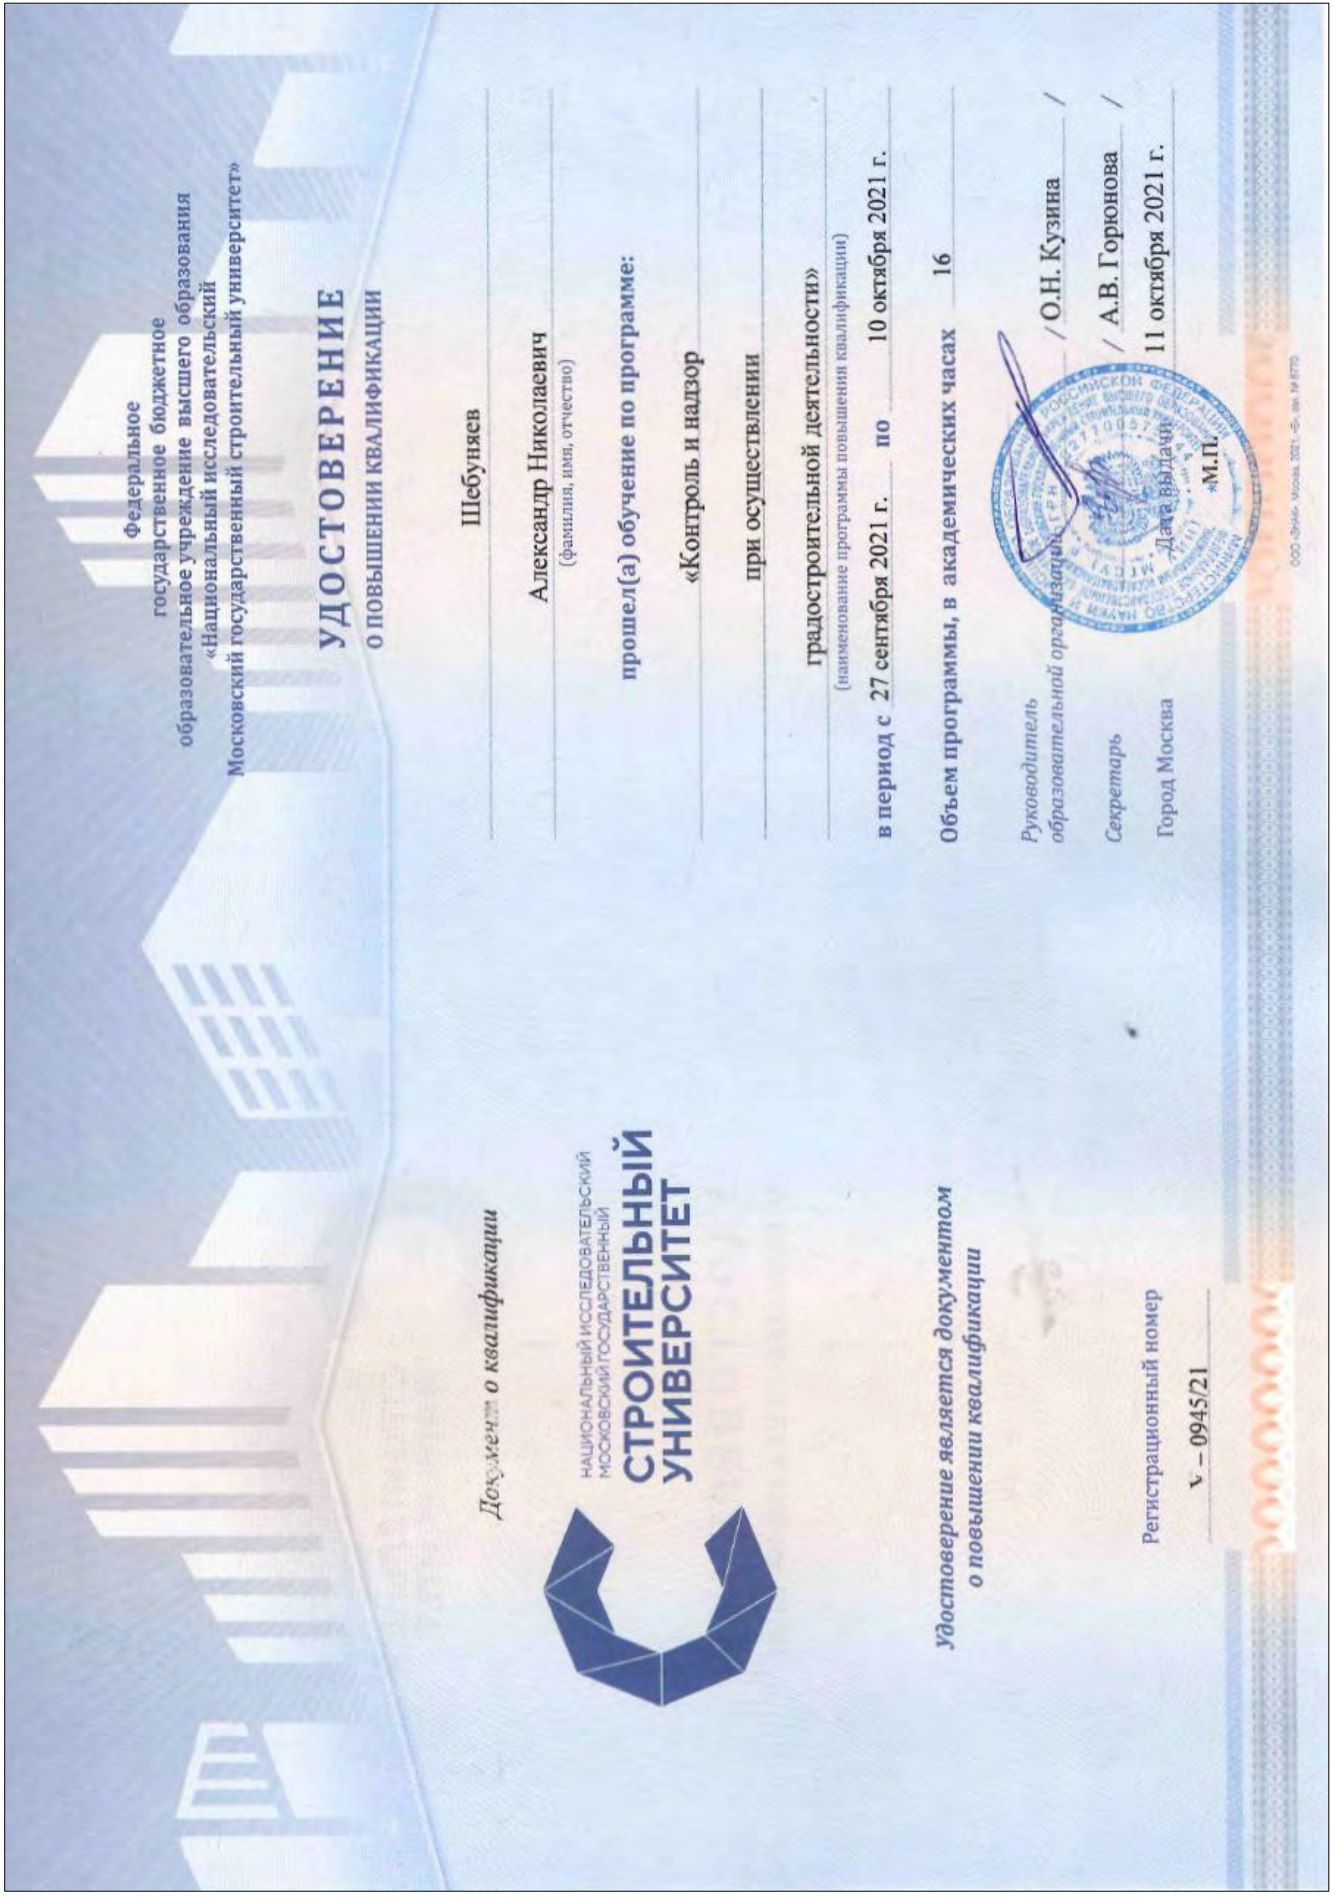 Документ о квалификации
НАЦИОНАЛЬНЫЙ ИССЛЕДОВАТЕЛЬСКИЙ
МОСКОВСКИЙ ГОСУДАРСТВЕННЫЙ
СТРОИТЕЛЬНЫЙ
УНИВЕРСИТЕТ
Удостоверение является документом
о повышении квалификации
Регистрационный номер
– 0945/21
Федеральное
государственное бюджетное
образовательное учреждение высшего образования
«Национальный исследовательский
Московский государственный строительный университет»
УДОСТОВЕРЕНИЕ
О ПОВЫШЕНИИ КВАЛИФИКАЦИИ
Шебуняев
Александр Николаевич
(фамилия, имя, отчество)
прошел(а) обучение по программе:
«Контроль и надзор
при осуществлении
градостроительной деятельности»
(наименование программы повышения квалификации)
в период с 27 сентября 2021 г. по 10 октября 2021 г.
Объем программы, в академических часах 16
Руководитель
образовательной организации / О.Н. Кузина /
Секретарь / А.В. Горюнова /
Город Москва Дата выдачи 11 октября 2021 г.
М.П.
РОССИЙСКОЙ ФЕДЕРАЦИИ
МИНИСТЕРСТВО НАУКИ И